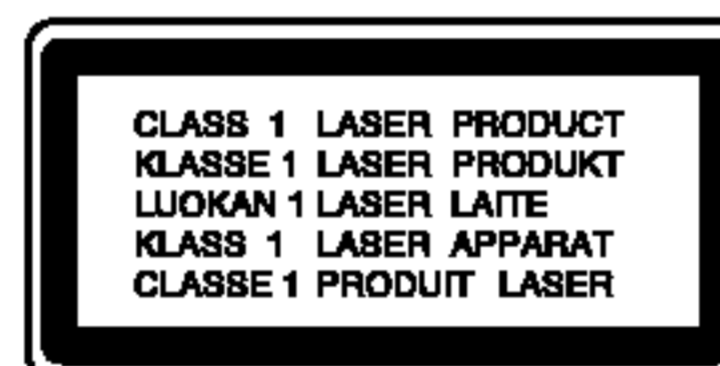 CLASS 1 LASER PRODUCT
KLASSE 1 LASER PRODUKT
LUOKAN 1 LASER LAITE
KLASS 1 LASER APPARAT
CLASSE 1 PRODUIT LASER